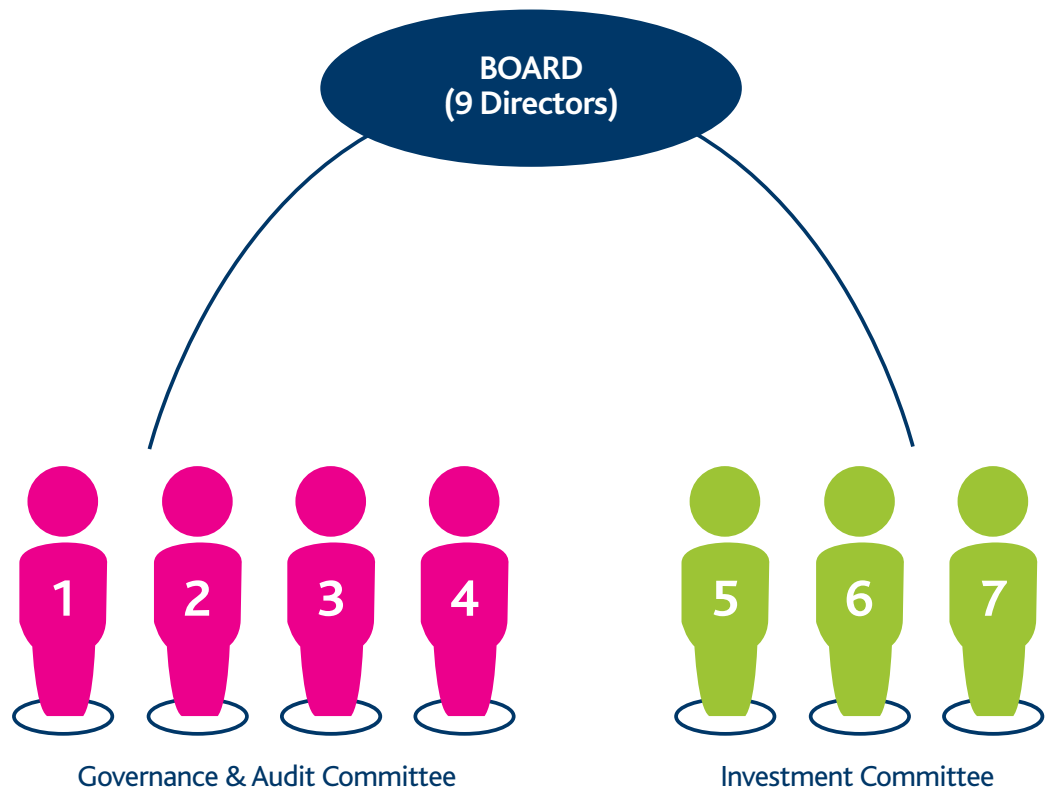 BOARD
(9 Directors)
1 2 3 4 5 6 7
Governance & Audit Committee
Investment Committee